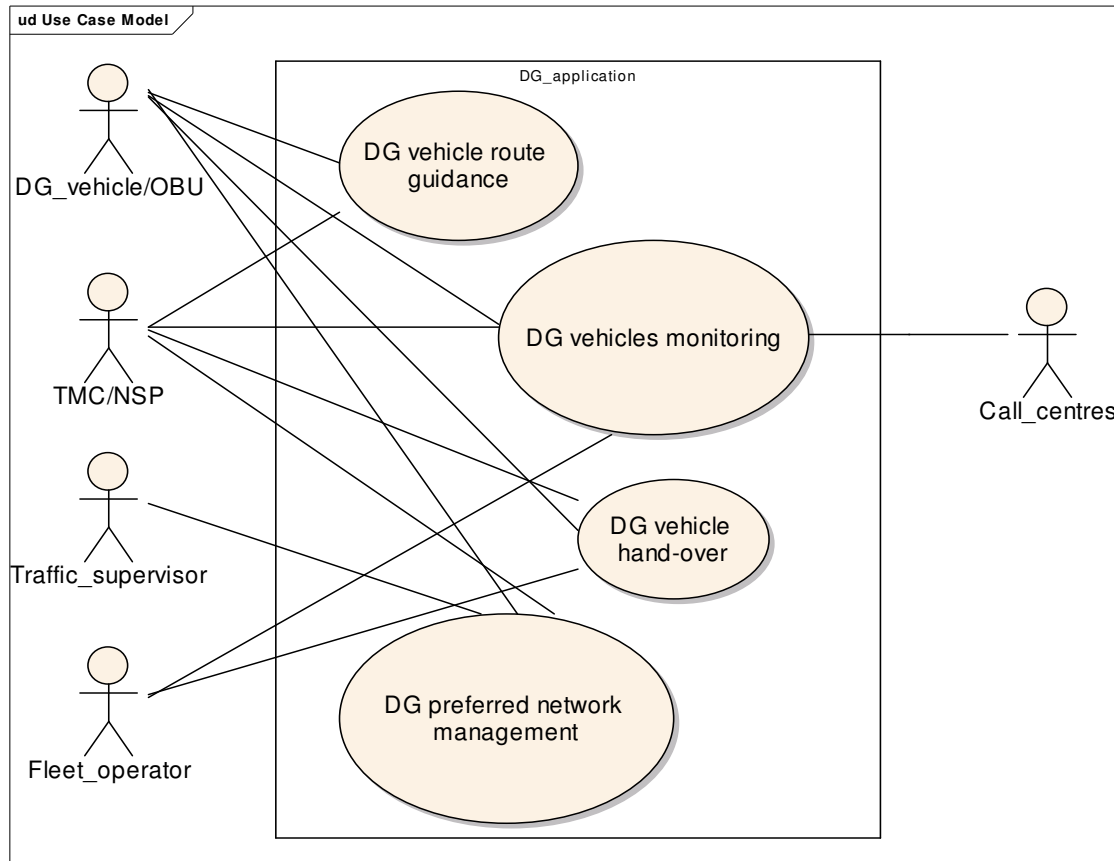 ud Use Case Model
DG_application
DG_vehicle/OBU
DG vehicle route
guidance
TMC/NSP
DG vehicles monitoring
Call_centres
Traffic_supervisor
DG vehicle
hand-over
Fleet_operator
DG preferred network
management